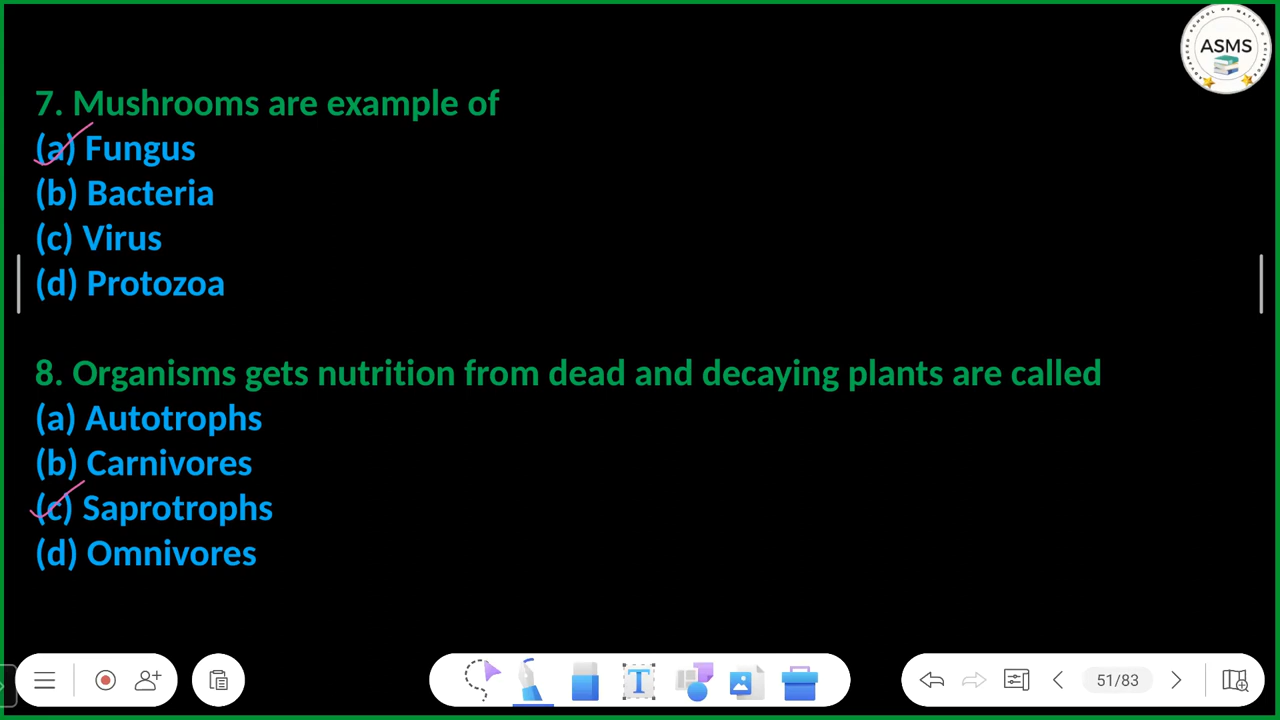 ASMS
7. Mushrooms are example of
(a) Fungus
(b) Bacteria
(c) Virus
(d) Protozoa
8. Organisms gets nutrition from dead and decaying plants are called
(a) Autotrophs
(b) Carnivores
(c) Saprotrophs
(d) Omnivores
T
51/83